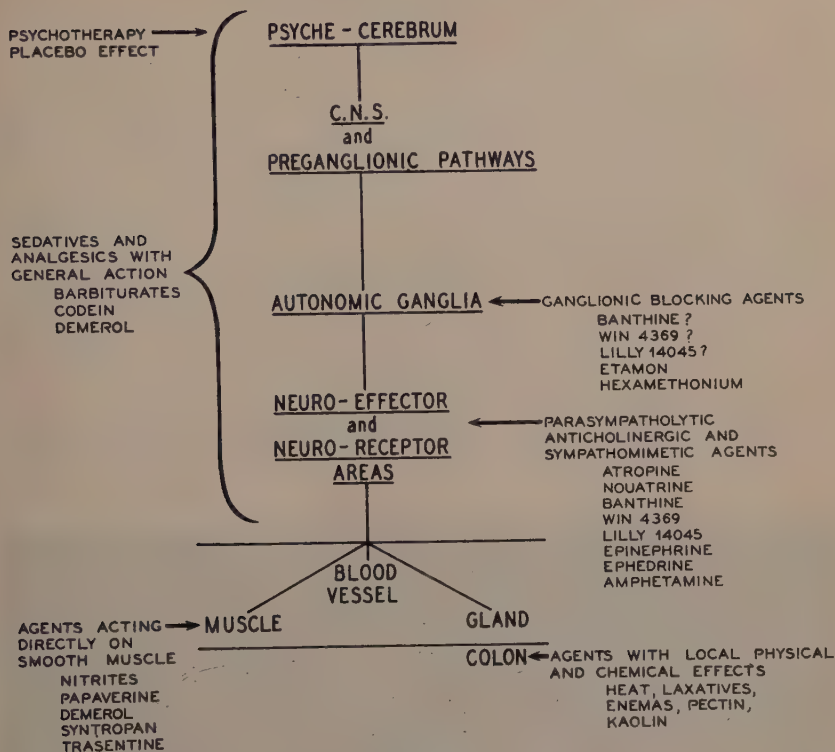 PSYCHOTHERAPY
PLACEBO EFFECT
PSYCHE - CEREBRUM
C.N.S.
and
PREGANGLIONIC PATHWAYS
SEDATIVES AND
ANALGESICS WITH
GENERAL ACTION
BARBITURATES
CODEIN
DEMEROL
AUTONOMIC GANGLIA
GANGLIONIC BLOCKING AGENTS
BANTHINE ?
WIN 4369 ?
LILLY 14045 ?
ETAMON
HEXAMETHONIUM
NEURO - EFFECTOR
and
NEURO - RECEPTOR
AREAS
PARASYMPATHOLYTIC
ANTICHOLINERGIC AND
SYMPATHOMIMETIC AGENTS
ATROPINE
NOUATRINE
BANTHINE
WIN 4369
LILLY 14045
EPINEPHRINE
EPHEDRINE
AMPHETAMINE
BLOOD
VESSEL
MUSCLE
GLAND
AGENTS ACTING
DIRECTLY ON
SMOOTH MUSCLE
NITRITES
PAPAVERINE
DEMEROL
SYNTROPAN
TRASENTINE
COLON
AGENTS WITH LOCAL PHYSICAL
AND CHEMICAL EFFECTS
HEAT, LAXATIVES,
ENEMAS, PECTIN,
KAOLIN